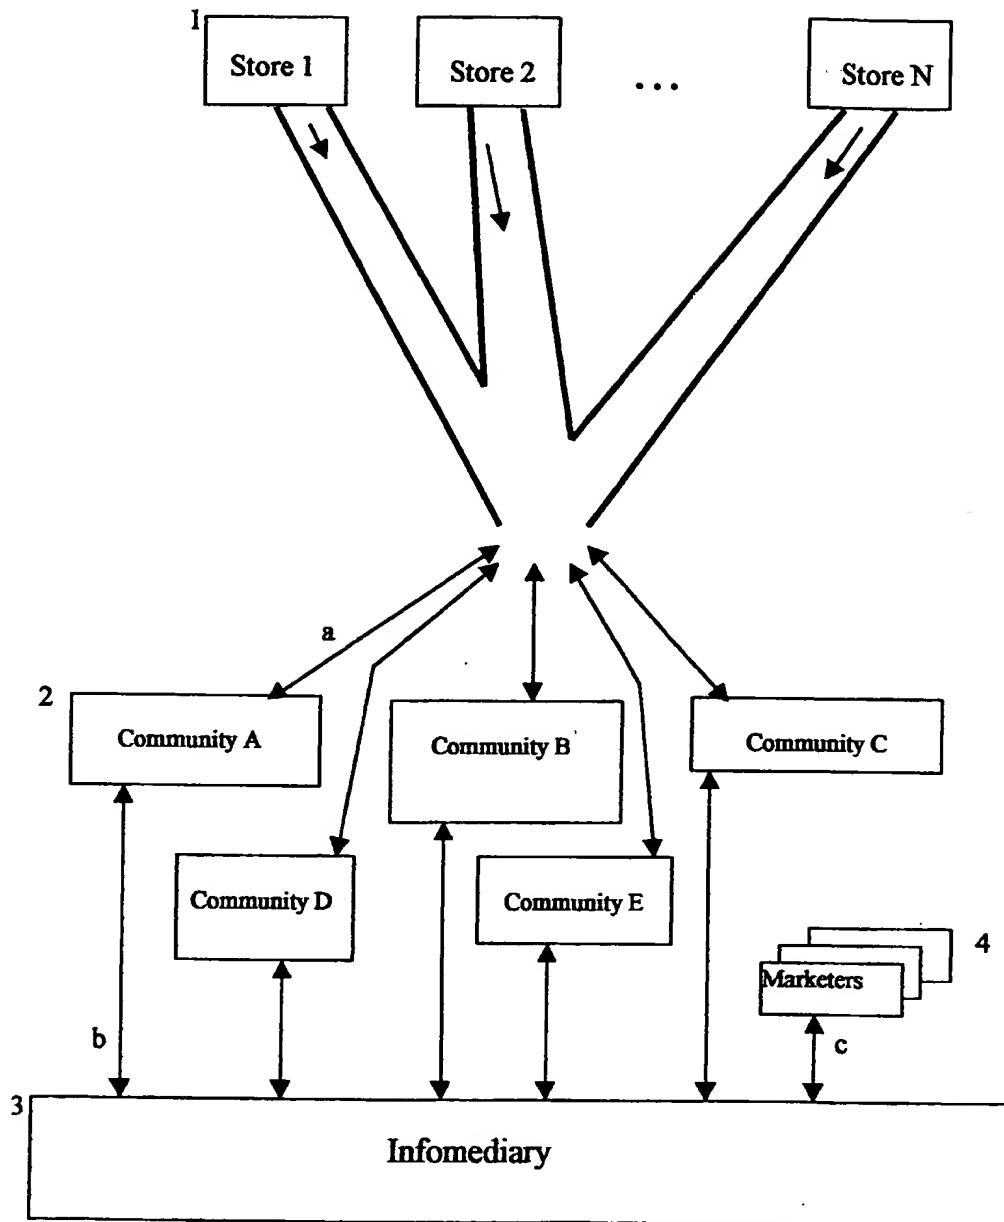 1
Store 1
Store 2
...
Store N
a
2
Community A
Community B
Community C
Community D
Community E
4
Marketers
b
c
3
Infomediary